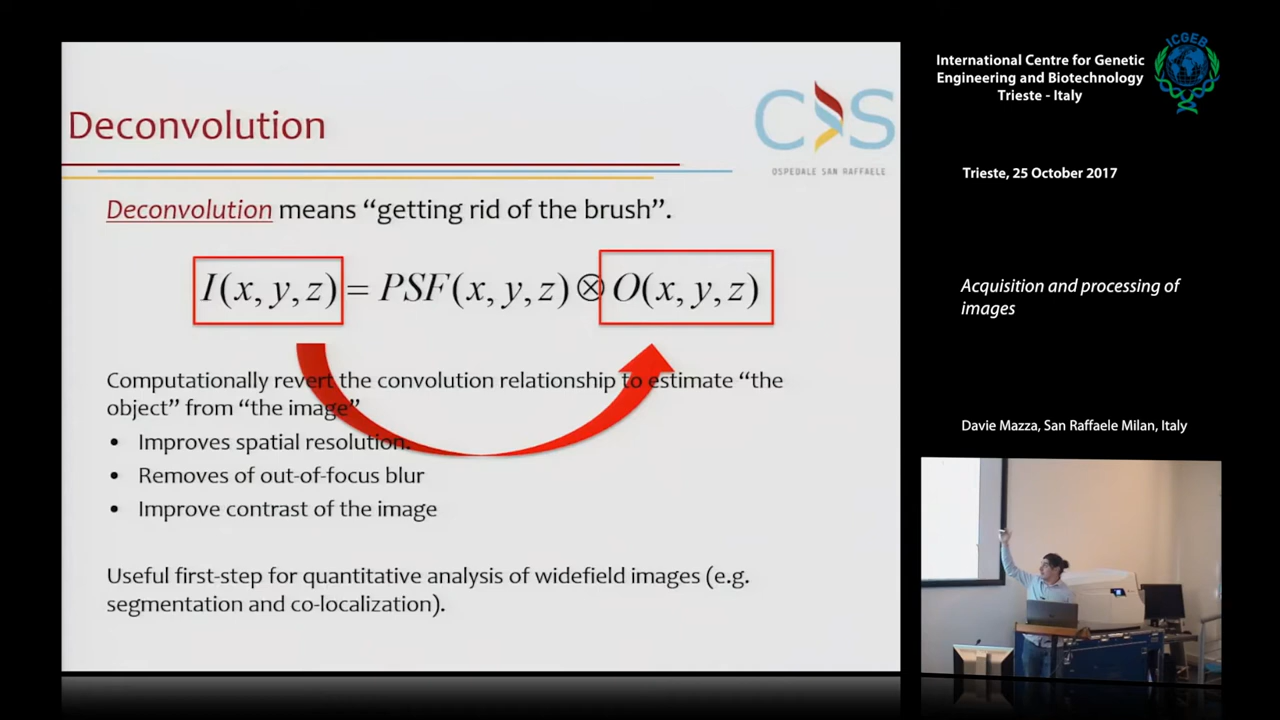 Deconvolution
CIS
OSPEDALE SAN RAFFAELE
Deconvolution means “getting rid of the brush”.
I(x, y, z) = PSF(x, y, z) ⊗ O(x, y, z)
Computationally revert the convolution relationship to estimate “the
object” from “the image”
• Improves spatial resolution.
• Removes of out-of-focus blur
• Improve contrast of the image
Useful first-step for quantitative analysis of widefield images (e.g.
segmentation and co-localization).
International Centre for Genetic
Engineering and Biotechnology
Trieste - Italy
ICGEB
Trieste, 25 October 2017
Acquisition and processing of
images
Davie Mazza, San Raffaele Milan, Italy